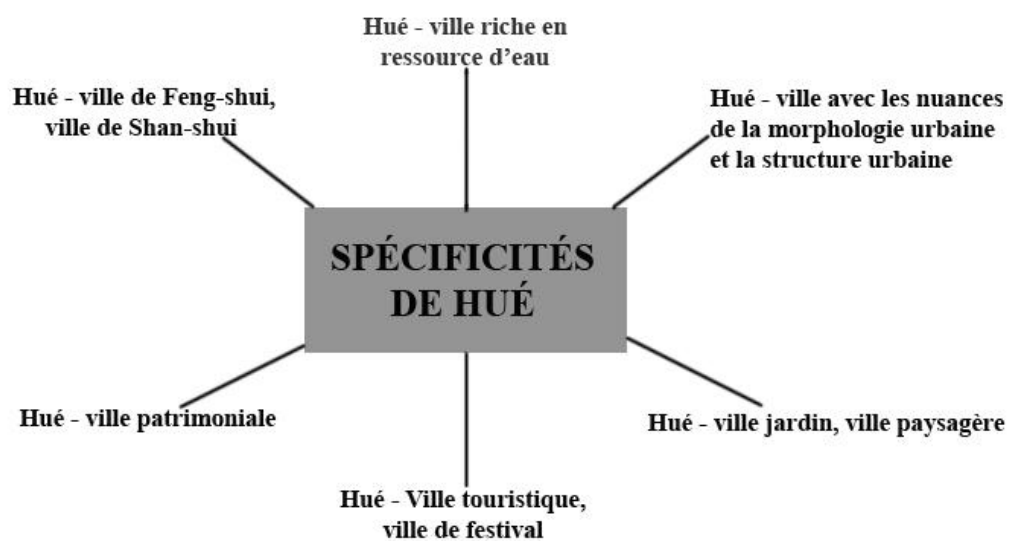 Hué - ville riche en
ressource d’eau
Hué - ville de Feng-shui,
ville de Shan-shui
Hué - ville avec les nuances
de la morphologie urbaine
et la structure urbaine
SPÉCIFICITÉS
DE HUÉ
Hué - ville patrimoniale
Hué - ville jardin, ville paysagère
Hué - Ville touristique,
ville de festival